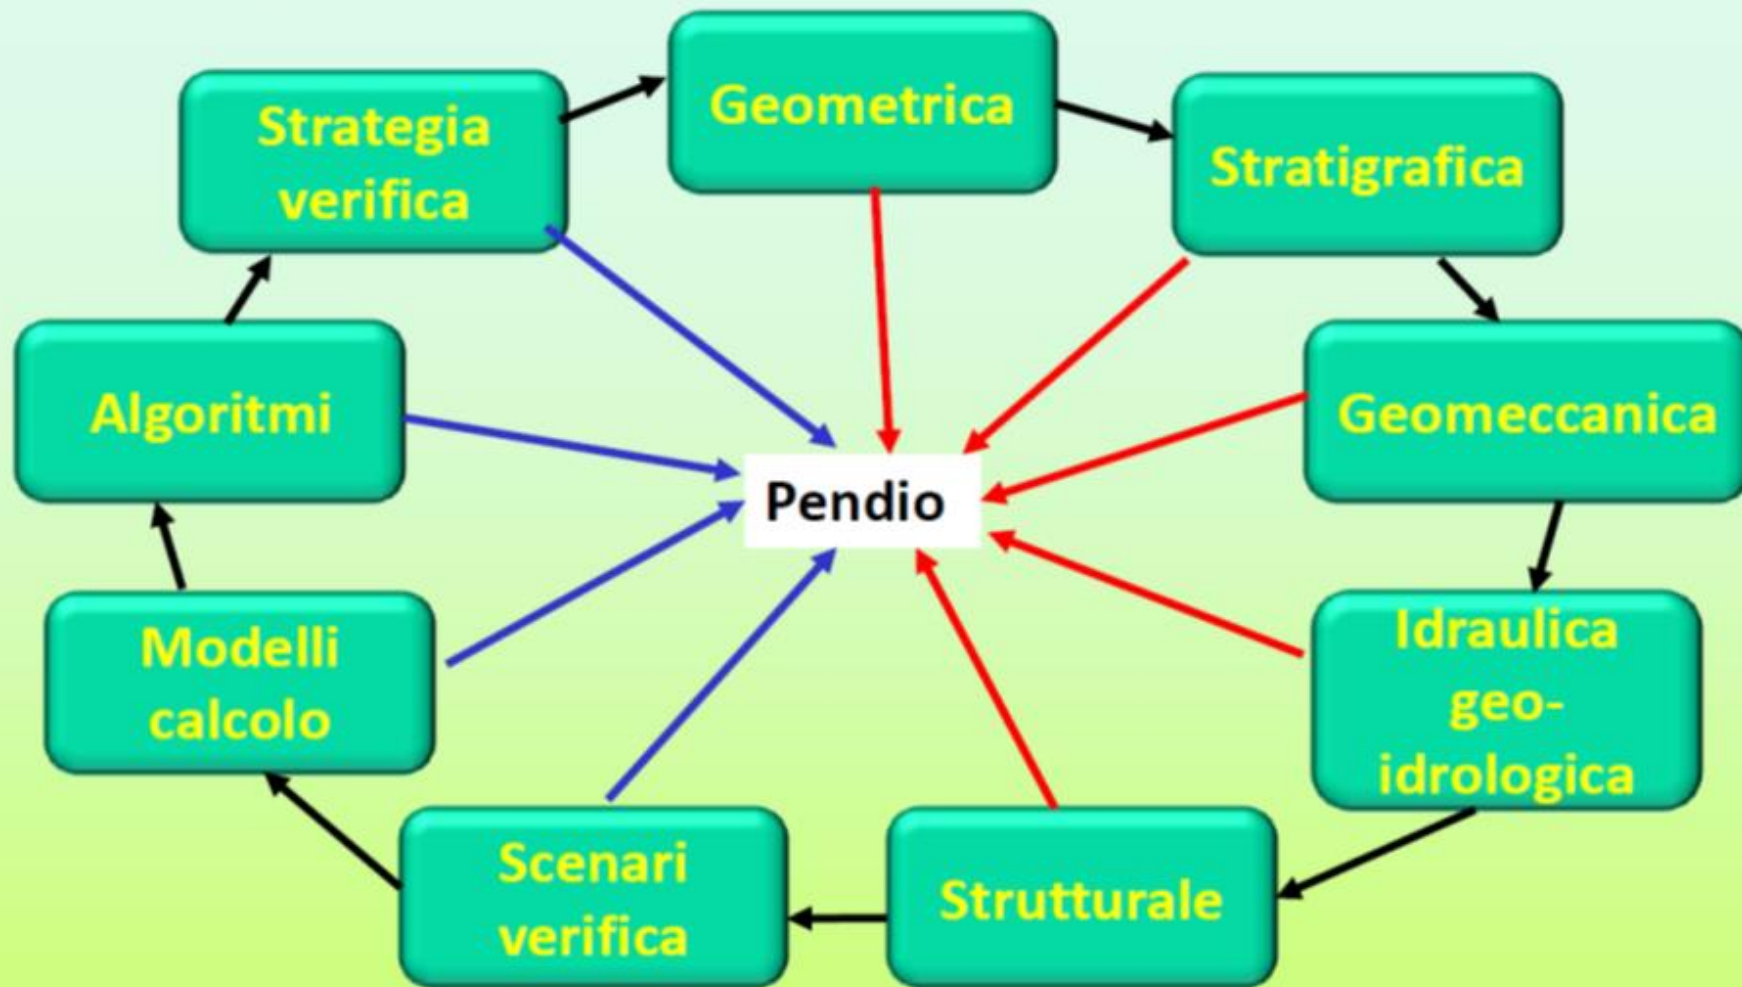 Geometrica
Stratigrafica
Geomeccanica
Idraulica
geo-
idrologica
Strutturale
Scenari
verifica
Modelli
calcolo
Algoritmi
Strategia
verifica
Pendio